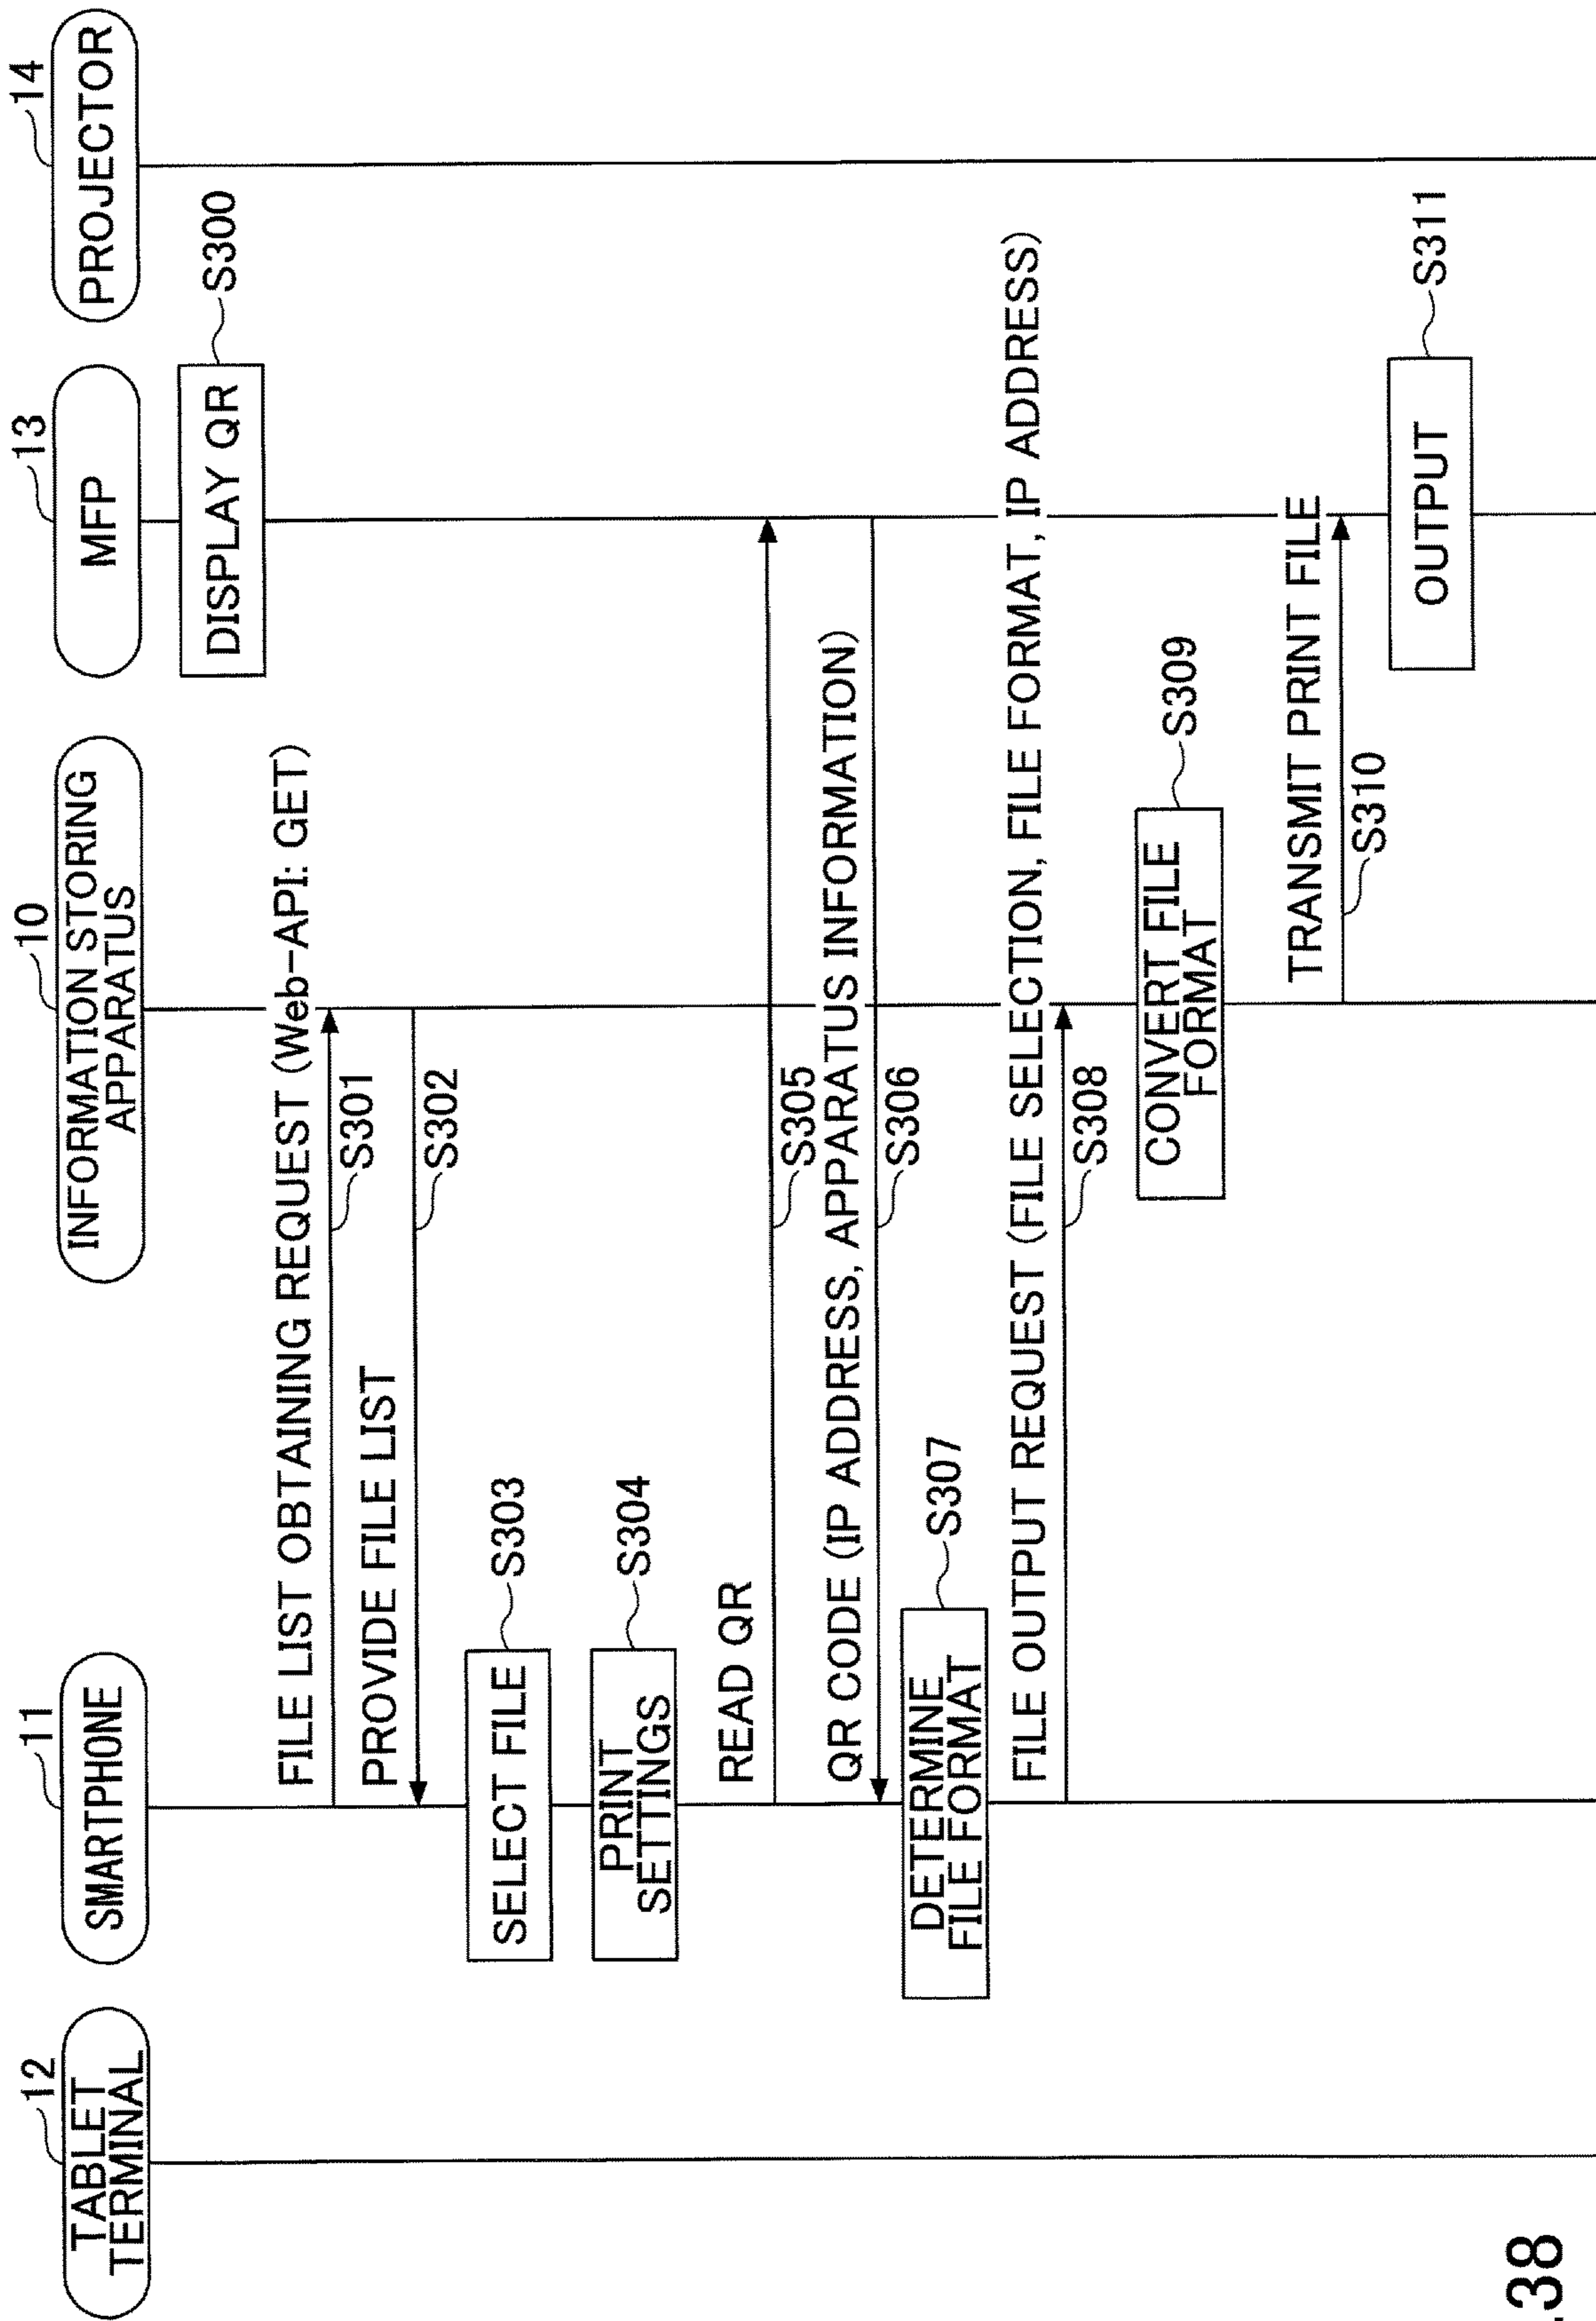 12
TABLET
TERMINAL
11
SMARTPHONE
10
INFORMATION STORING
APPARATUS
13
MFP
14
PROJECTOR
DISPLAY QR
S300
FILE LIST OBTAINING REQUEST (Web-API: GET)
S301
PROVIDE FILE LIST
S302
SELECT FILE
S303
PRINT
SETTINGS
S304
READ QR
S305
QR CODE (IP ADDRESS, APPARATUS INFORMATION)
S306
DETERMINE
FILE FORMAT
S307
FILE OUTPUT REQUEST (FILE SELECTION, FILE FORMAT, IP ADDRESS)
S308
CONVERT FILE
FORMAT
S309
TRANSMIT PRINT FILE
S310
OUTPUT
S311
.38